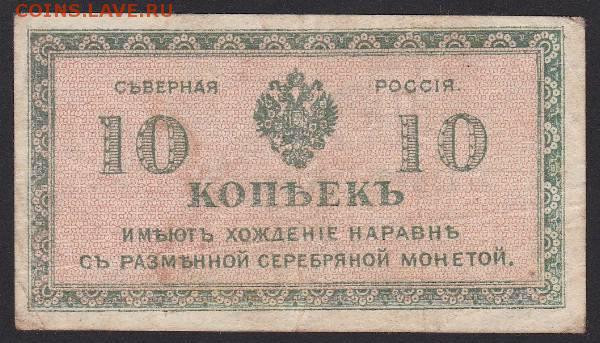 COINS.LAVE.RU
СѢВЕРНАЯ РОССІЯ.
10 10
КОПѢЕКЪ
ИМѢЮТЪ ХОЖДЕНІЕ НАРАВНѢ
СЪ РАЗМѢННОЙ СЕРЕБРЯНОЙ МОНЕТОЙ.